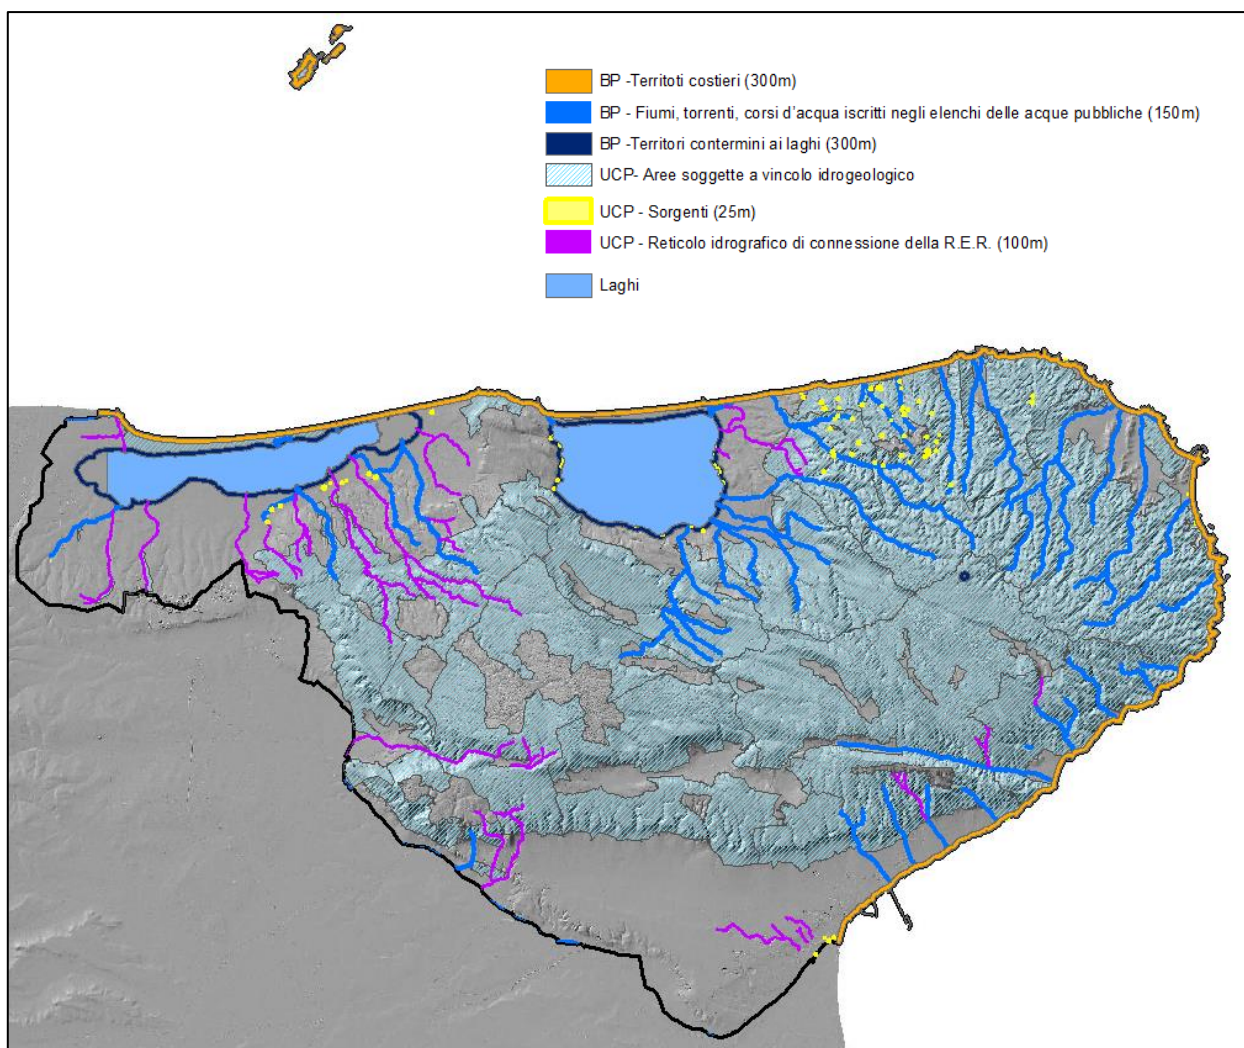 BP -Territoti costieri (300m)
BP - Fiumi, torrenti, corsi d'acqua iscritti negli elenchi delle acque pubbliche (150m)
BP -Territori contermini ai laghi (300m)
UCP- Aree soggette a vincolo idrogeologico
UCP - Sorgenti (25m)
UCP - Reticolo idrografico di connessione della R.E.R. (100m)
Laghi